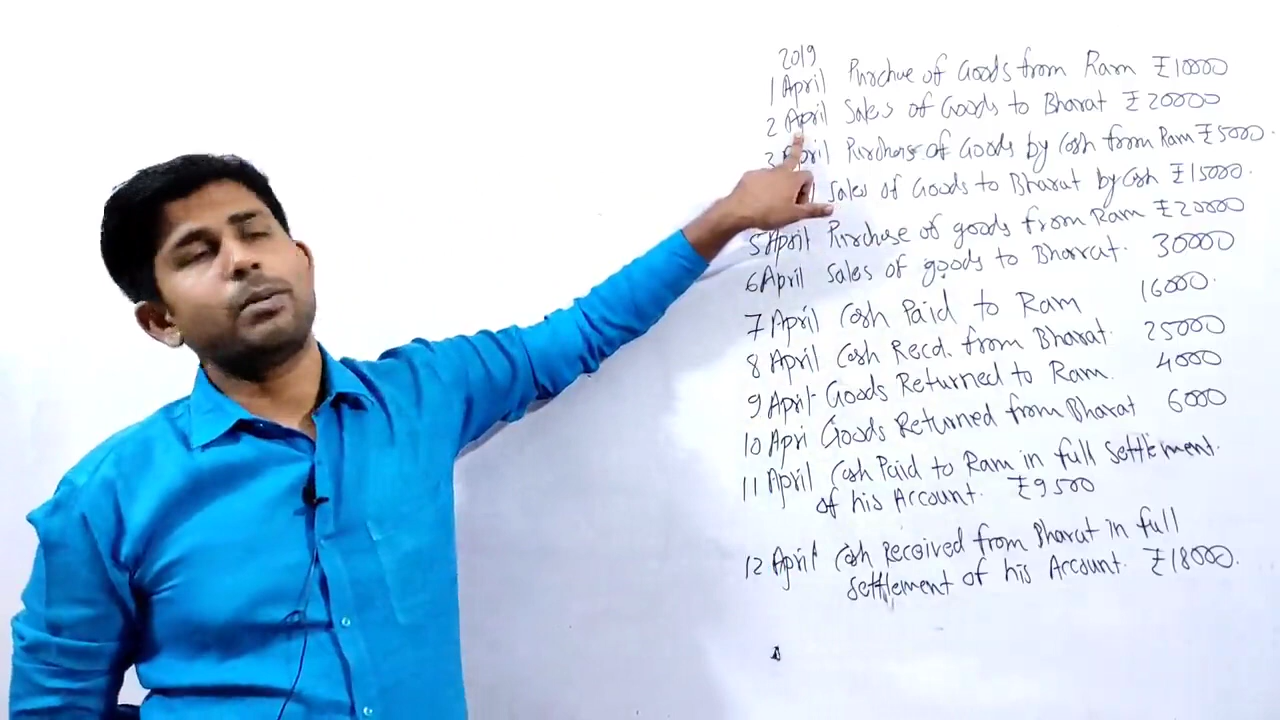 2019
1 April Purchase of Goods from Ram ₹10000
2 April Sales of Goods to Bharat ₹20000
3 April Purchase of Goods by Cash from Ram ₹5000.
Sales of Goods to Bharat by Cash ₹15000.
5 April Purchase of goods from Ram ₹20000
6 April Sales of goods to Bharat. 30000
7 April Cash Paid to Ram 16000.
8 April Cash Recd. from Bharat. 25000
9 April Goods Returned to Ram. 4000
10 Apri Goods Returned from Bharat 6000
11 April Cash Paid to Ram in full settlement.
of his Account. ₹9500
12 April Cash Received from Bharat in full
settlement of his Account. ₹18000.